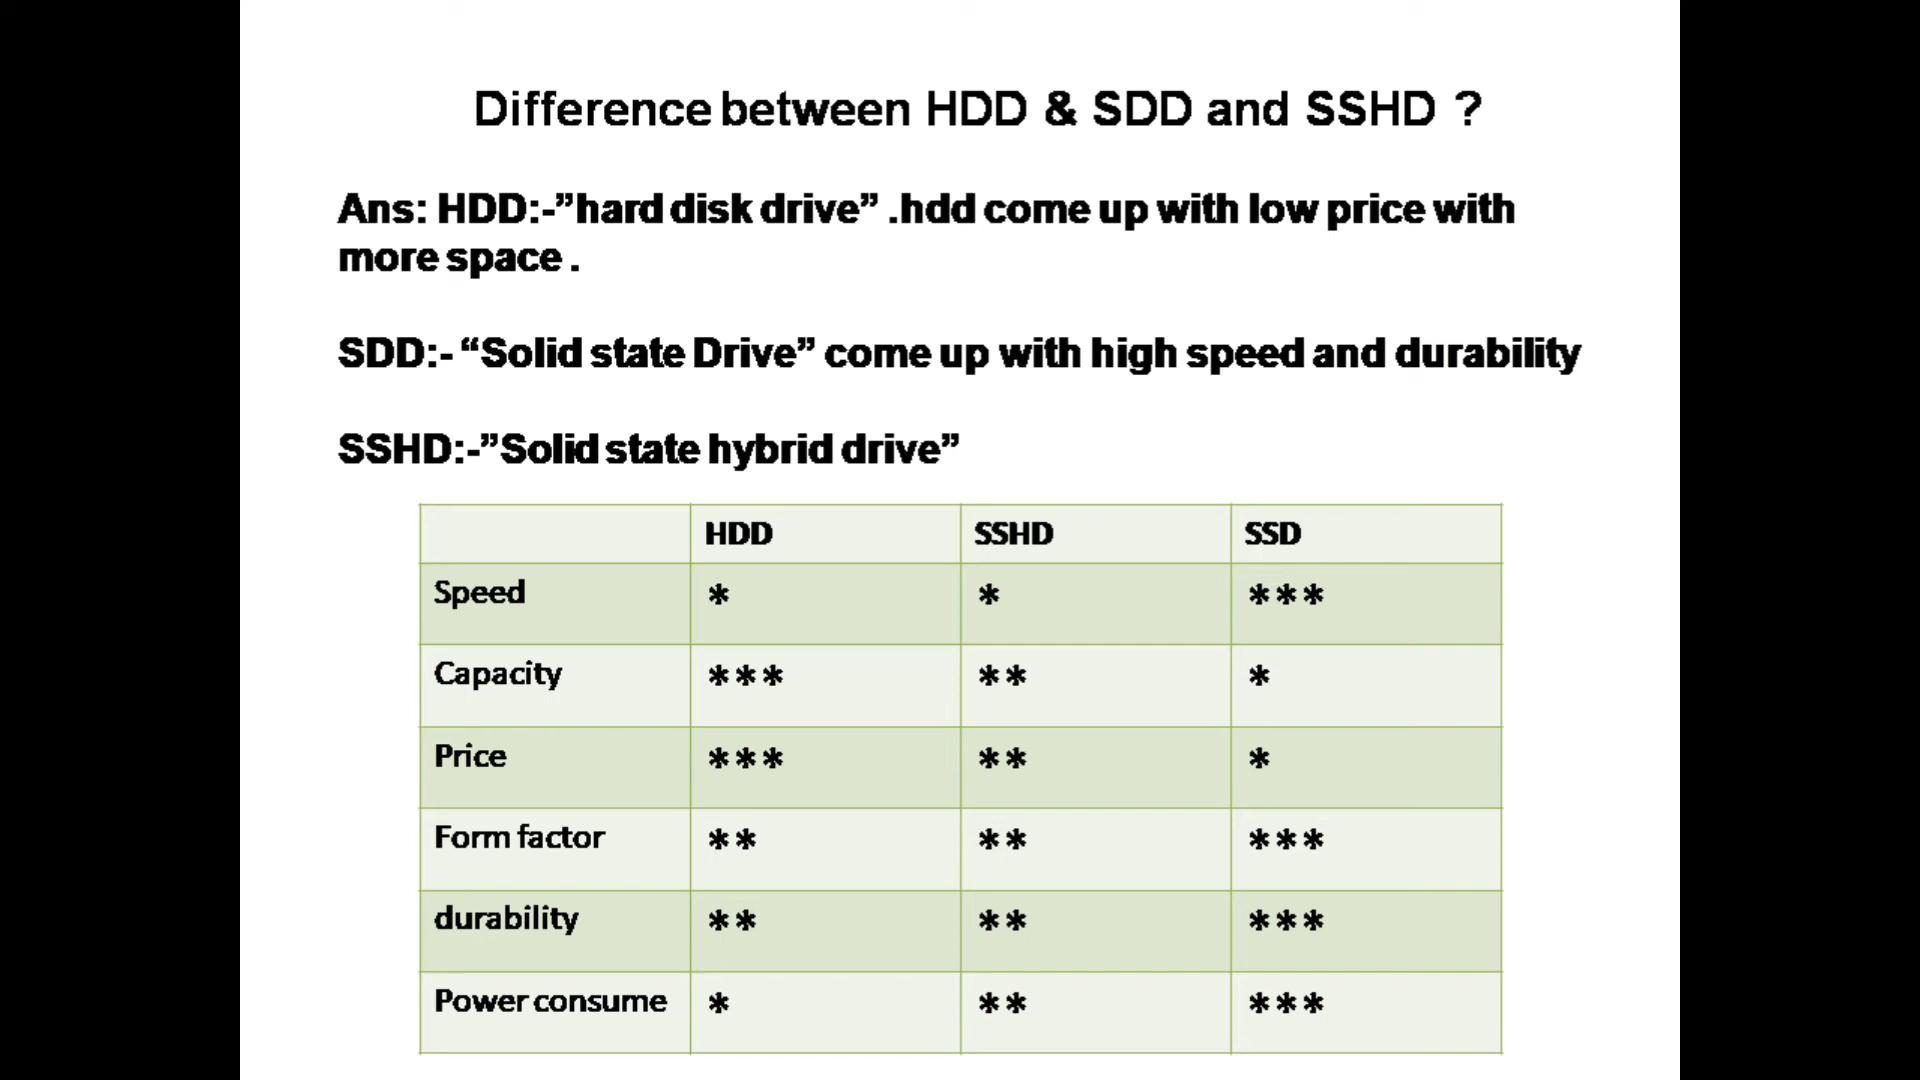 Difference between HDD & SDD and SSHD ?
Ans: HDD:-”hard disk drive” .hdd come up with low price with
more space .
SDD:- “Solid state Drive” come up with high speed and durability
SSHD:-”Solid state hybrid drive”
HDD SSHD SSD
Speed * * ***
Capacity *** ** *
Price *** ** *
Form factor ** ** ***
durability ** ** ***
Power consume * ** ***